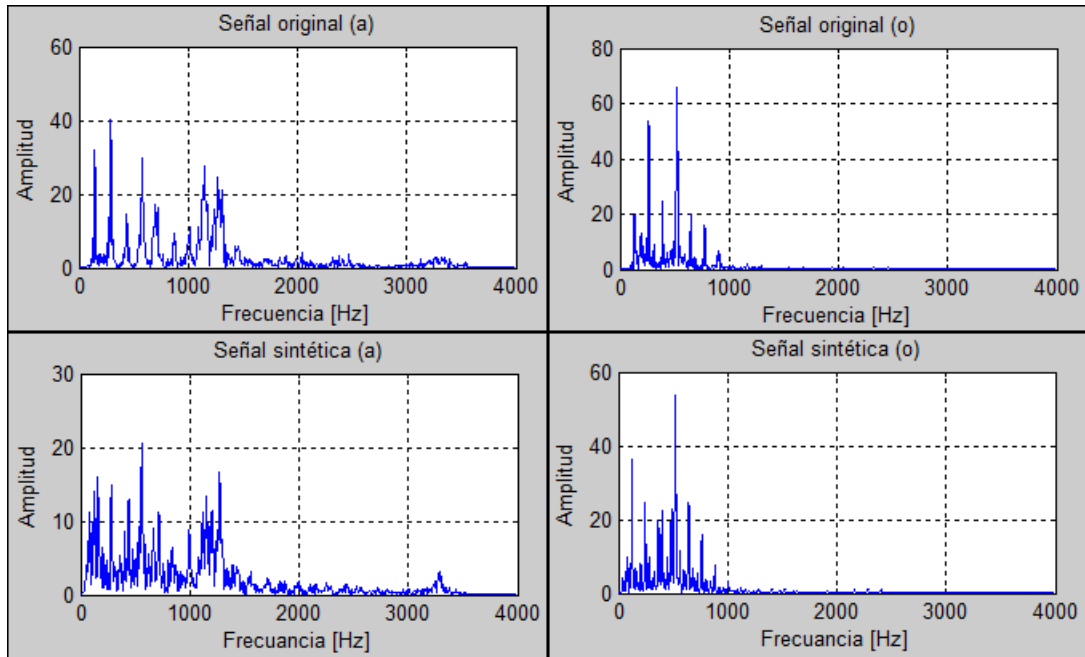 Señal original (a)
60
40
20
0
0 1000 2000 3000 4000
Amplitud
Frecuencia [Hz]
Señal original (o)
80
60
40
20
0
0 1000 2000 3000 4000
Amplitud
Frecuencia [Hz]
Señal sintética (a)
30
20
10
0
0 1000 2000 3000 4000
Amplitud
Frecuancia [Hz]
Señal sintética (o)
60
40
20
0
0 1000 2000 3000 4000
Amplitud
Frecuancia [Hz]